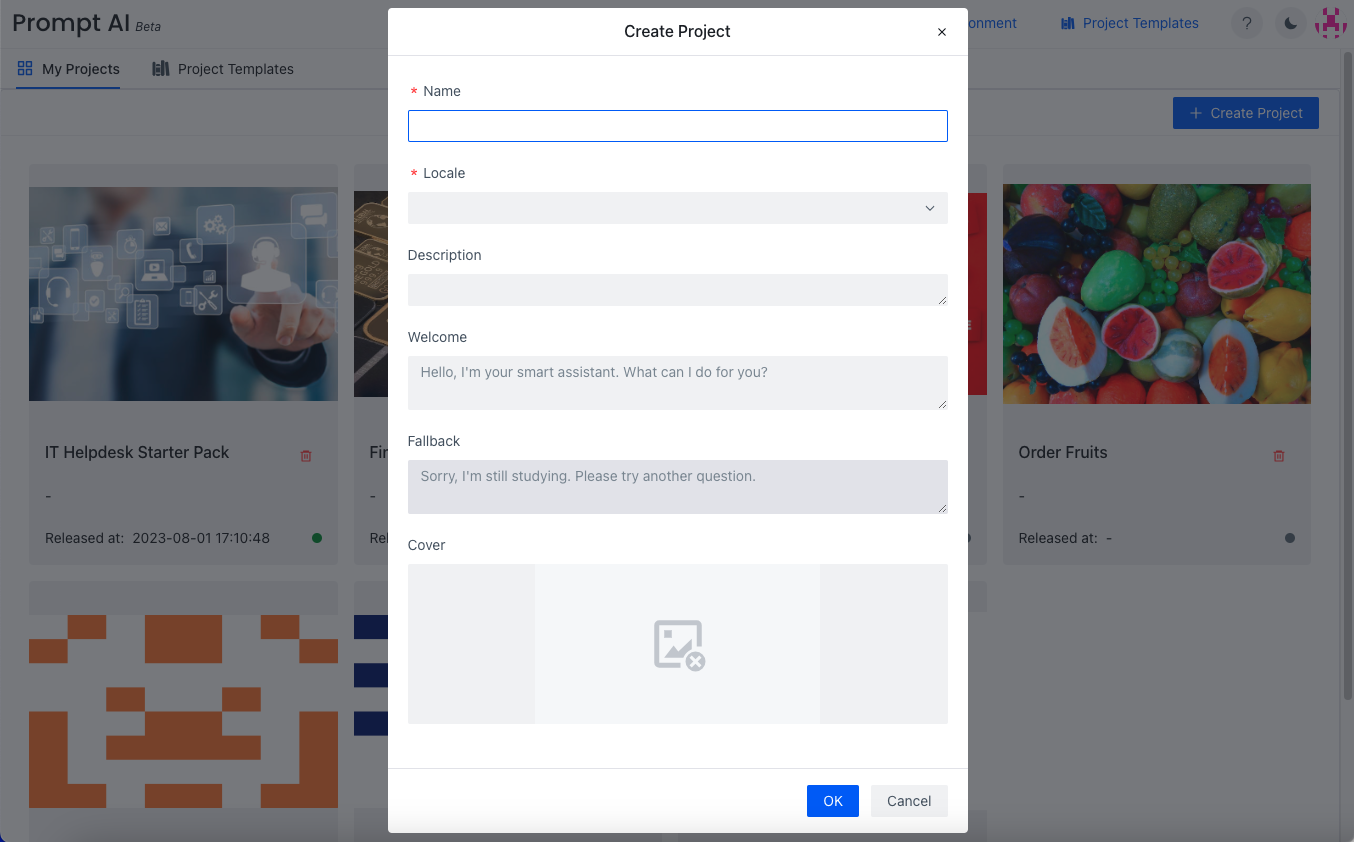 Prompt AI Beta
onment
Project Templates
?
My Projects
Project Templates
+ Create Project
Create Project
×
* Name
* Locale
Description
Welcome
Hello, I'm your smart assistant. What can I do for you?
Fallback
Sorry, I'm still studying. Please try another question.
Cover
OK
Cancel
IT Helpdesk Starter Pack
-
Released at: 2023-08-01 17:10:48
Fir
-
Rel
Order Fruits
-
Released at: -